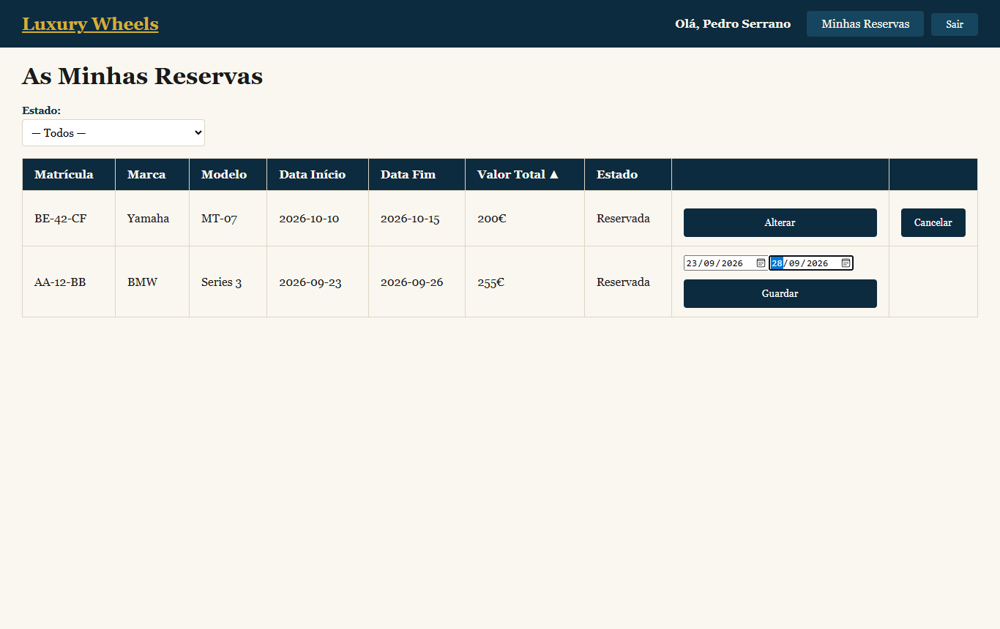 Luxury Wheels
Olá, Pedro Serrano
Minhas Reservas
Sair
As Minhas Reservas
Estado:
— Todos —
Matrícula Marca Modelo Data Início Data Fim Valor Total ▲ Estado
BE-42-CF Yamaha MT-07 2026-10-10 2026-10-15 200€ Reservada Alterar Cancelar
23/09/2026 28/09/2026
AA-12-BB BMW Series 3 2026-09-23 2026-09-26 255€ Reservada
Guardar